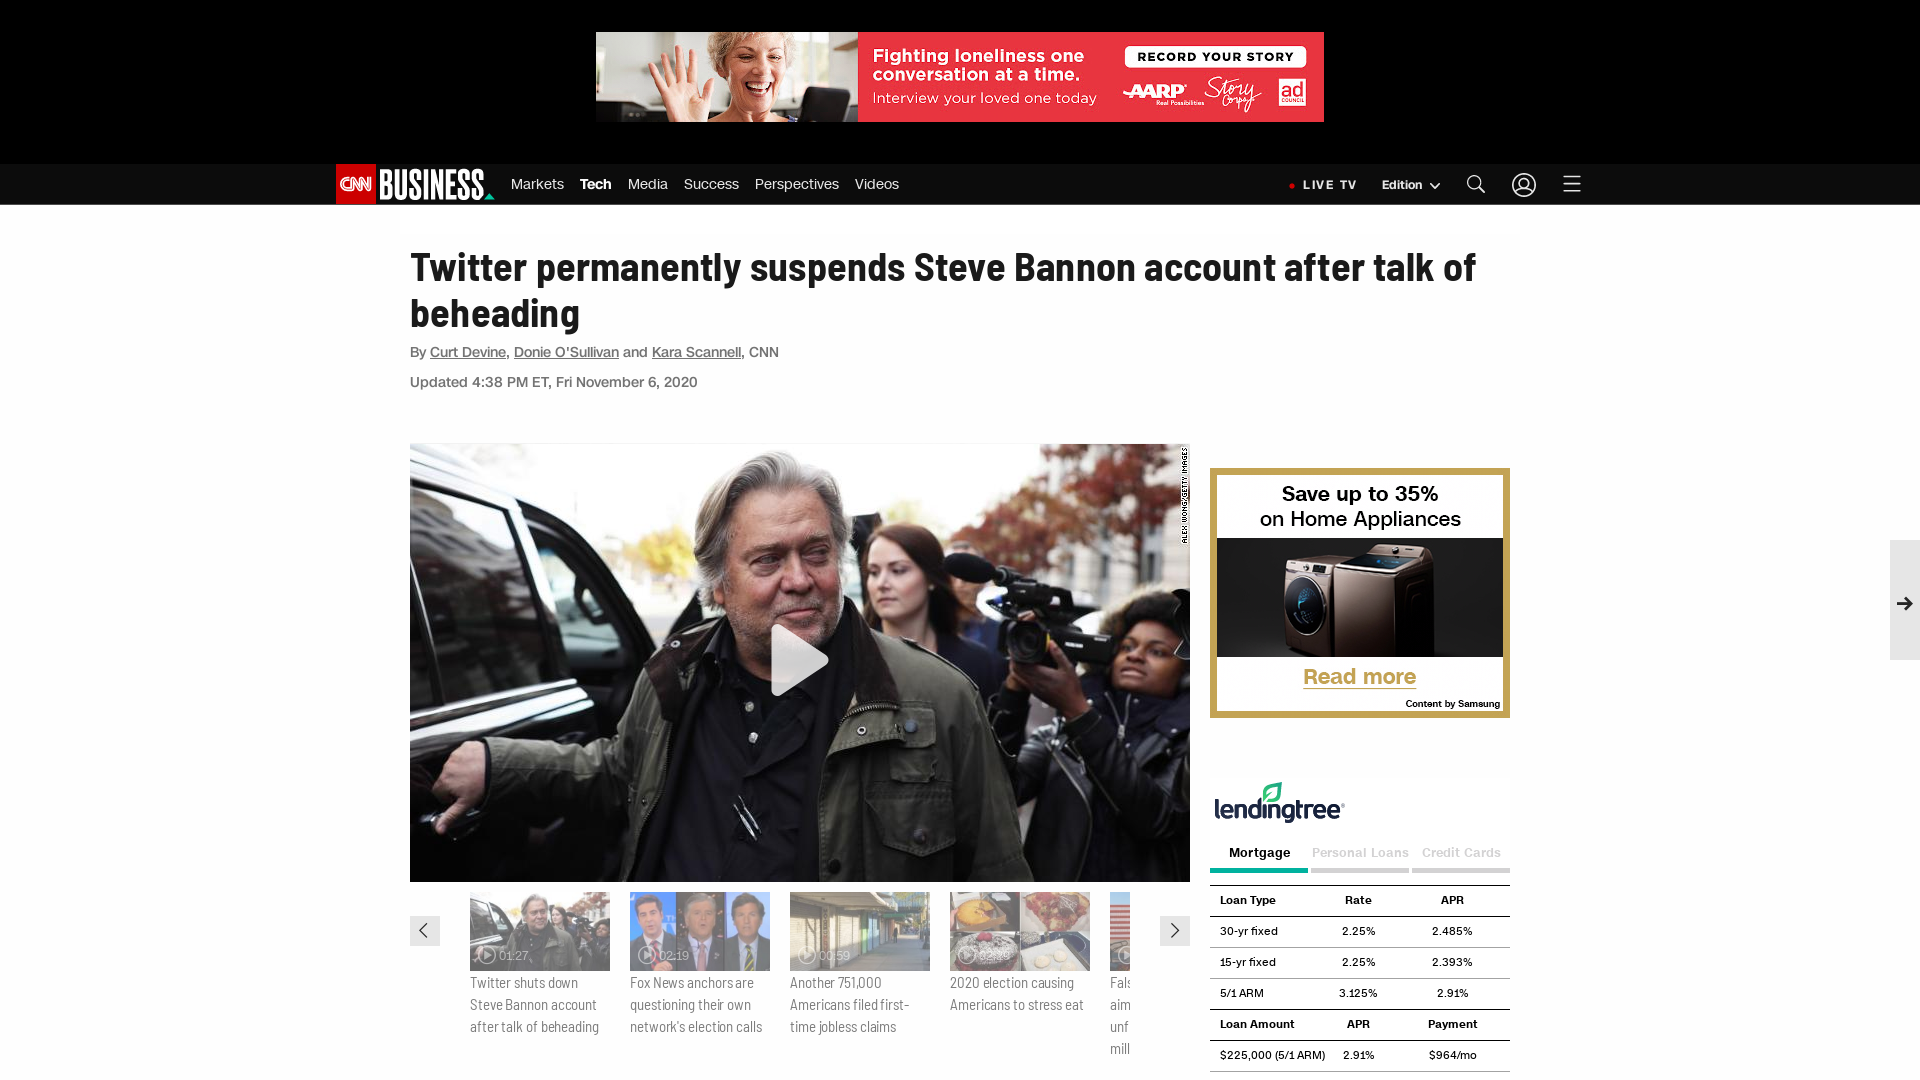 Fighting loneliness one
conversation at a time.
Interview your loved one today
RECORD YOUR STORY
AARP
Real Possibilities
Story
Corps
ad
COUNCIL
CNN BUSINESS
Markets Tech Media Success Perspectives Videos
LIVE TV Edition
Twitter permanently suspends Steve Bannon account after talk of
beheading
By Curt Devine, Donie O'Sullivan and Kara Scannell, CNN
Updated 4:38 PM ET, Fri November 6, 2020
ALEX WONG/GETTY IMAGES
Save up to 35%
on Home Appliances
Read more
Content by Samsung
01:27
Twitter shuts down
Steve Bannon account
after talk of beheading
02:19
Fox News anchors are
questioning their own
network's election calls
00:59
Another 751,000
Americans filed first-
time jobless claims
02:29
2020 election causing
Americans to stress eat
Fals
aim
unf
mill
lendingtree
Mortgage Personal Loans Credit Cards
Loan Type Rate APR
30-yr fixed 2.25% 2.485%
15-yr fixed 2.25% 2.393%
5/1 ARM 3.125% 2.91%
Loan Amount APR Payment
$225,000 (5/1 ARM) 2.91% $964/mo